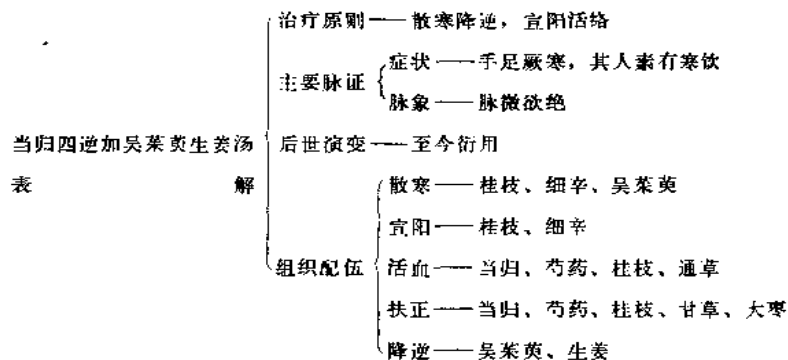 治疗原则——散寒降逆，宣阳活络
主要脉证
症状——手足厥寒，其人素有寒饮
脉象——脉微欲绝
当归四逆加吴茱萸生姜汤
表解
后世演变——至今衍用
组织配伍
散寒——桂枝、细辛、吴茱萸
宣阳——桂枝、细辛
活血——当归、芍药、桂枝、通草
扶正——当归、芍药、桂枝、甘草、大枣
降逆——吴茱萸、生姜